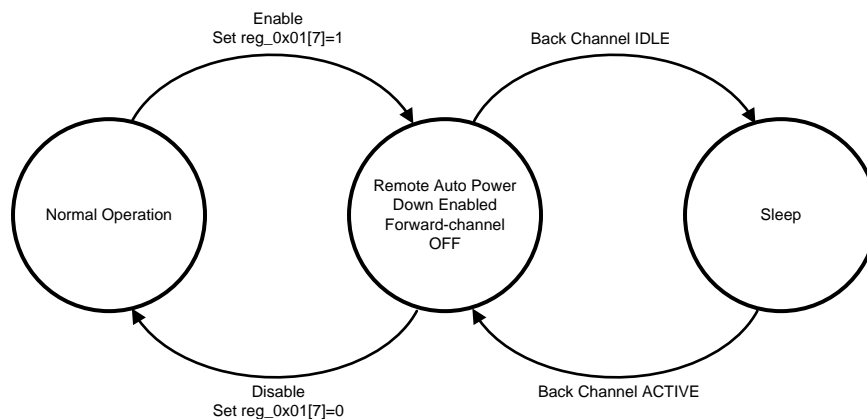 Enable
Set reg_0x01[7]=1
Back Channel IDLE
Normal Operation
Remote Auto Power
Down Enabled
Forward-channel
OFF
Sleep
Disable
Set reg_0x01[7]=0
Back Channel ACTIVE